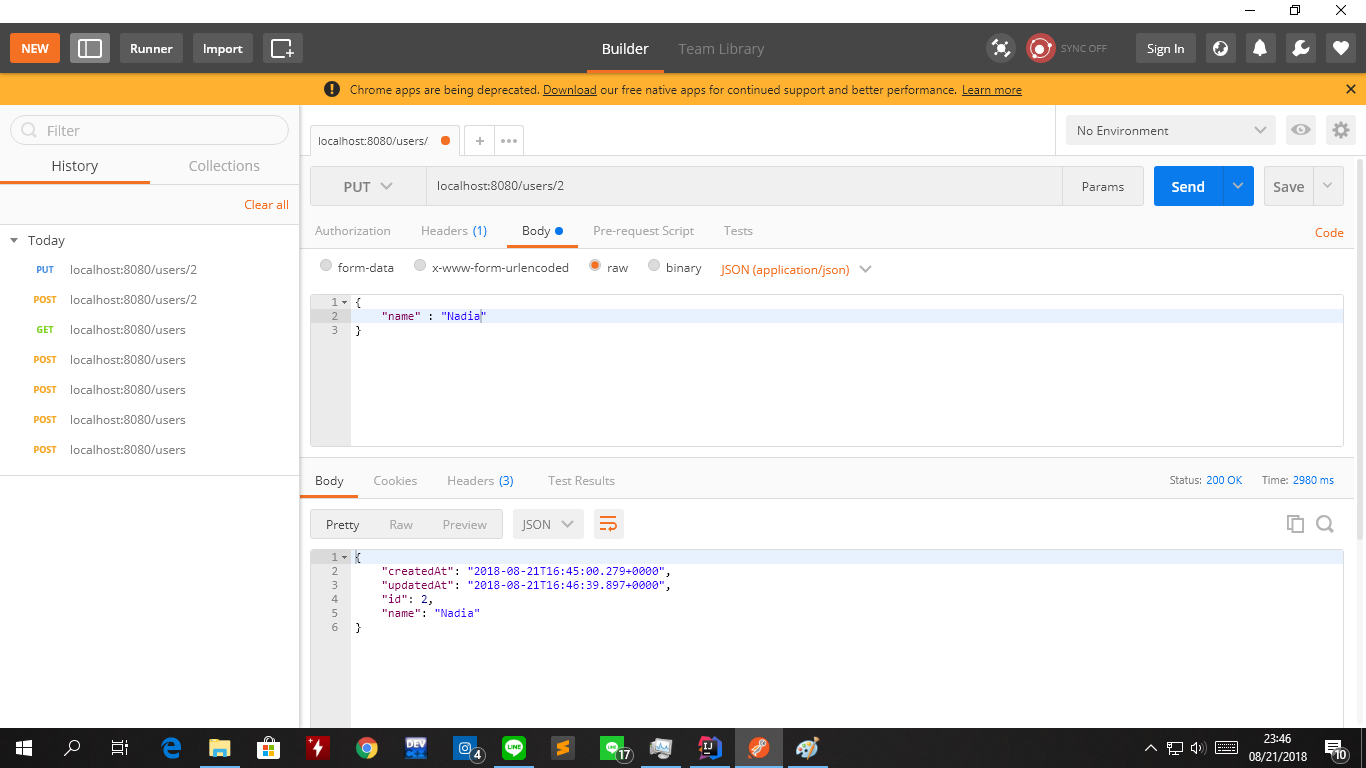 NEW Runner Import Builder Team Library SYNC OFF Sign In
Chrome apps are being deprecated. Download our free native apps for continued support and better performance. Learn more
Filter
History Collections
Clear all
Today
PUT localhost:8080/users/2
POST localhost:8080/users/2
GET localhost:8080/users
POST localhost:8080/users
POST localhost:8080/users
POST localhost:8080/users
POST localhost:8080/users
localhost:8080/users/ No Environment
PUT localhost:8080/users/2 Params Send Save
Authorization Headers (1) Body Pre-request Script Tests Code
form-data x-www-form-urlencoded raw binary JSON (application/json)
1 {
2 "name" : "Nadia"
3 }
Body Cookies Headers (3) Test Results Status: 200 OK Time: 2980 ms
Pretty Raw Preview JSON
1 {
2 "createdAt": "2018-08-21T16:45:00.279+0000",
3 "updatedAt": "2018-08-21T16:46:39.897+0000",
4 "id": 2,
5 "name": "Nadia"
6 }
DEV 4 LINE 17 IJ 23:46
08/21/2018 10